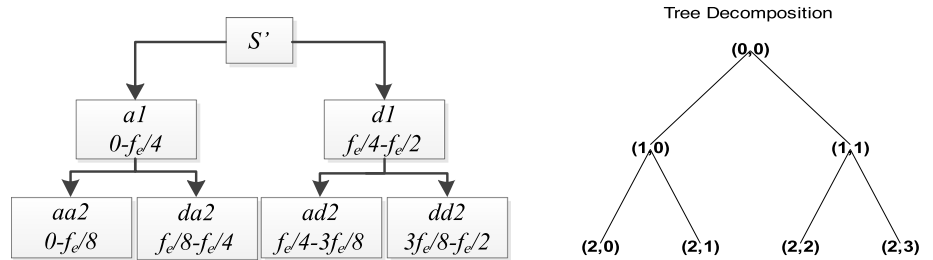 Tree Decomposition
S'
(0,0)
a1
0-fₑ/4
d1
fₑ/4-fₑ/2
(1,0)
(1,1)
aa2
0-fₑ/8
da2
fₑ/8-fₑ/4
ad2
fₑ/4-3fₑ/8
dd2
3fₑ/8-fₑ/2
(2,0)
(2,1)
(2,2)
(2,3)